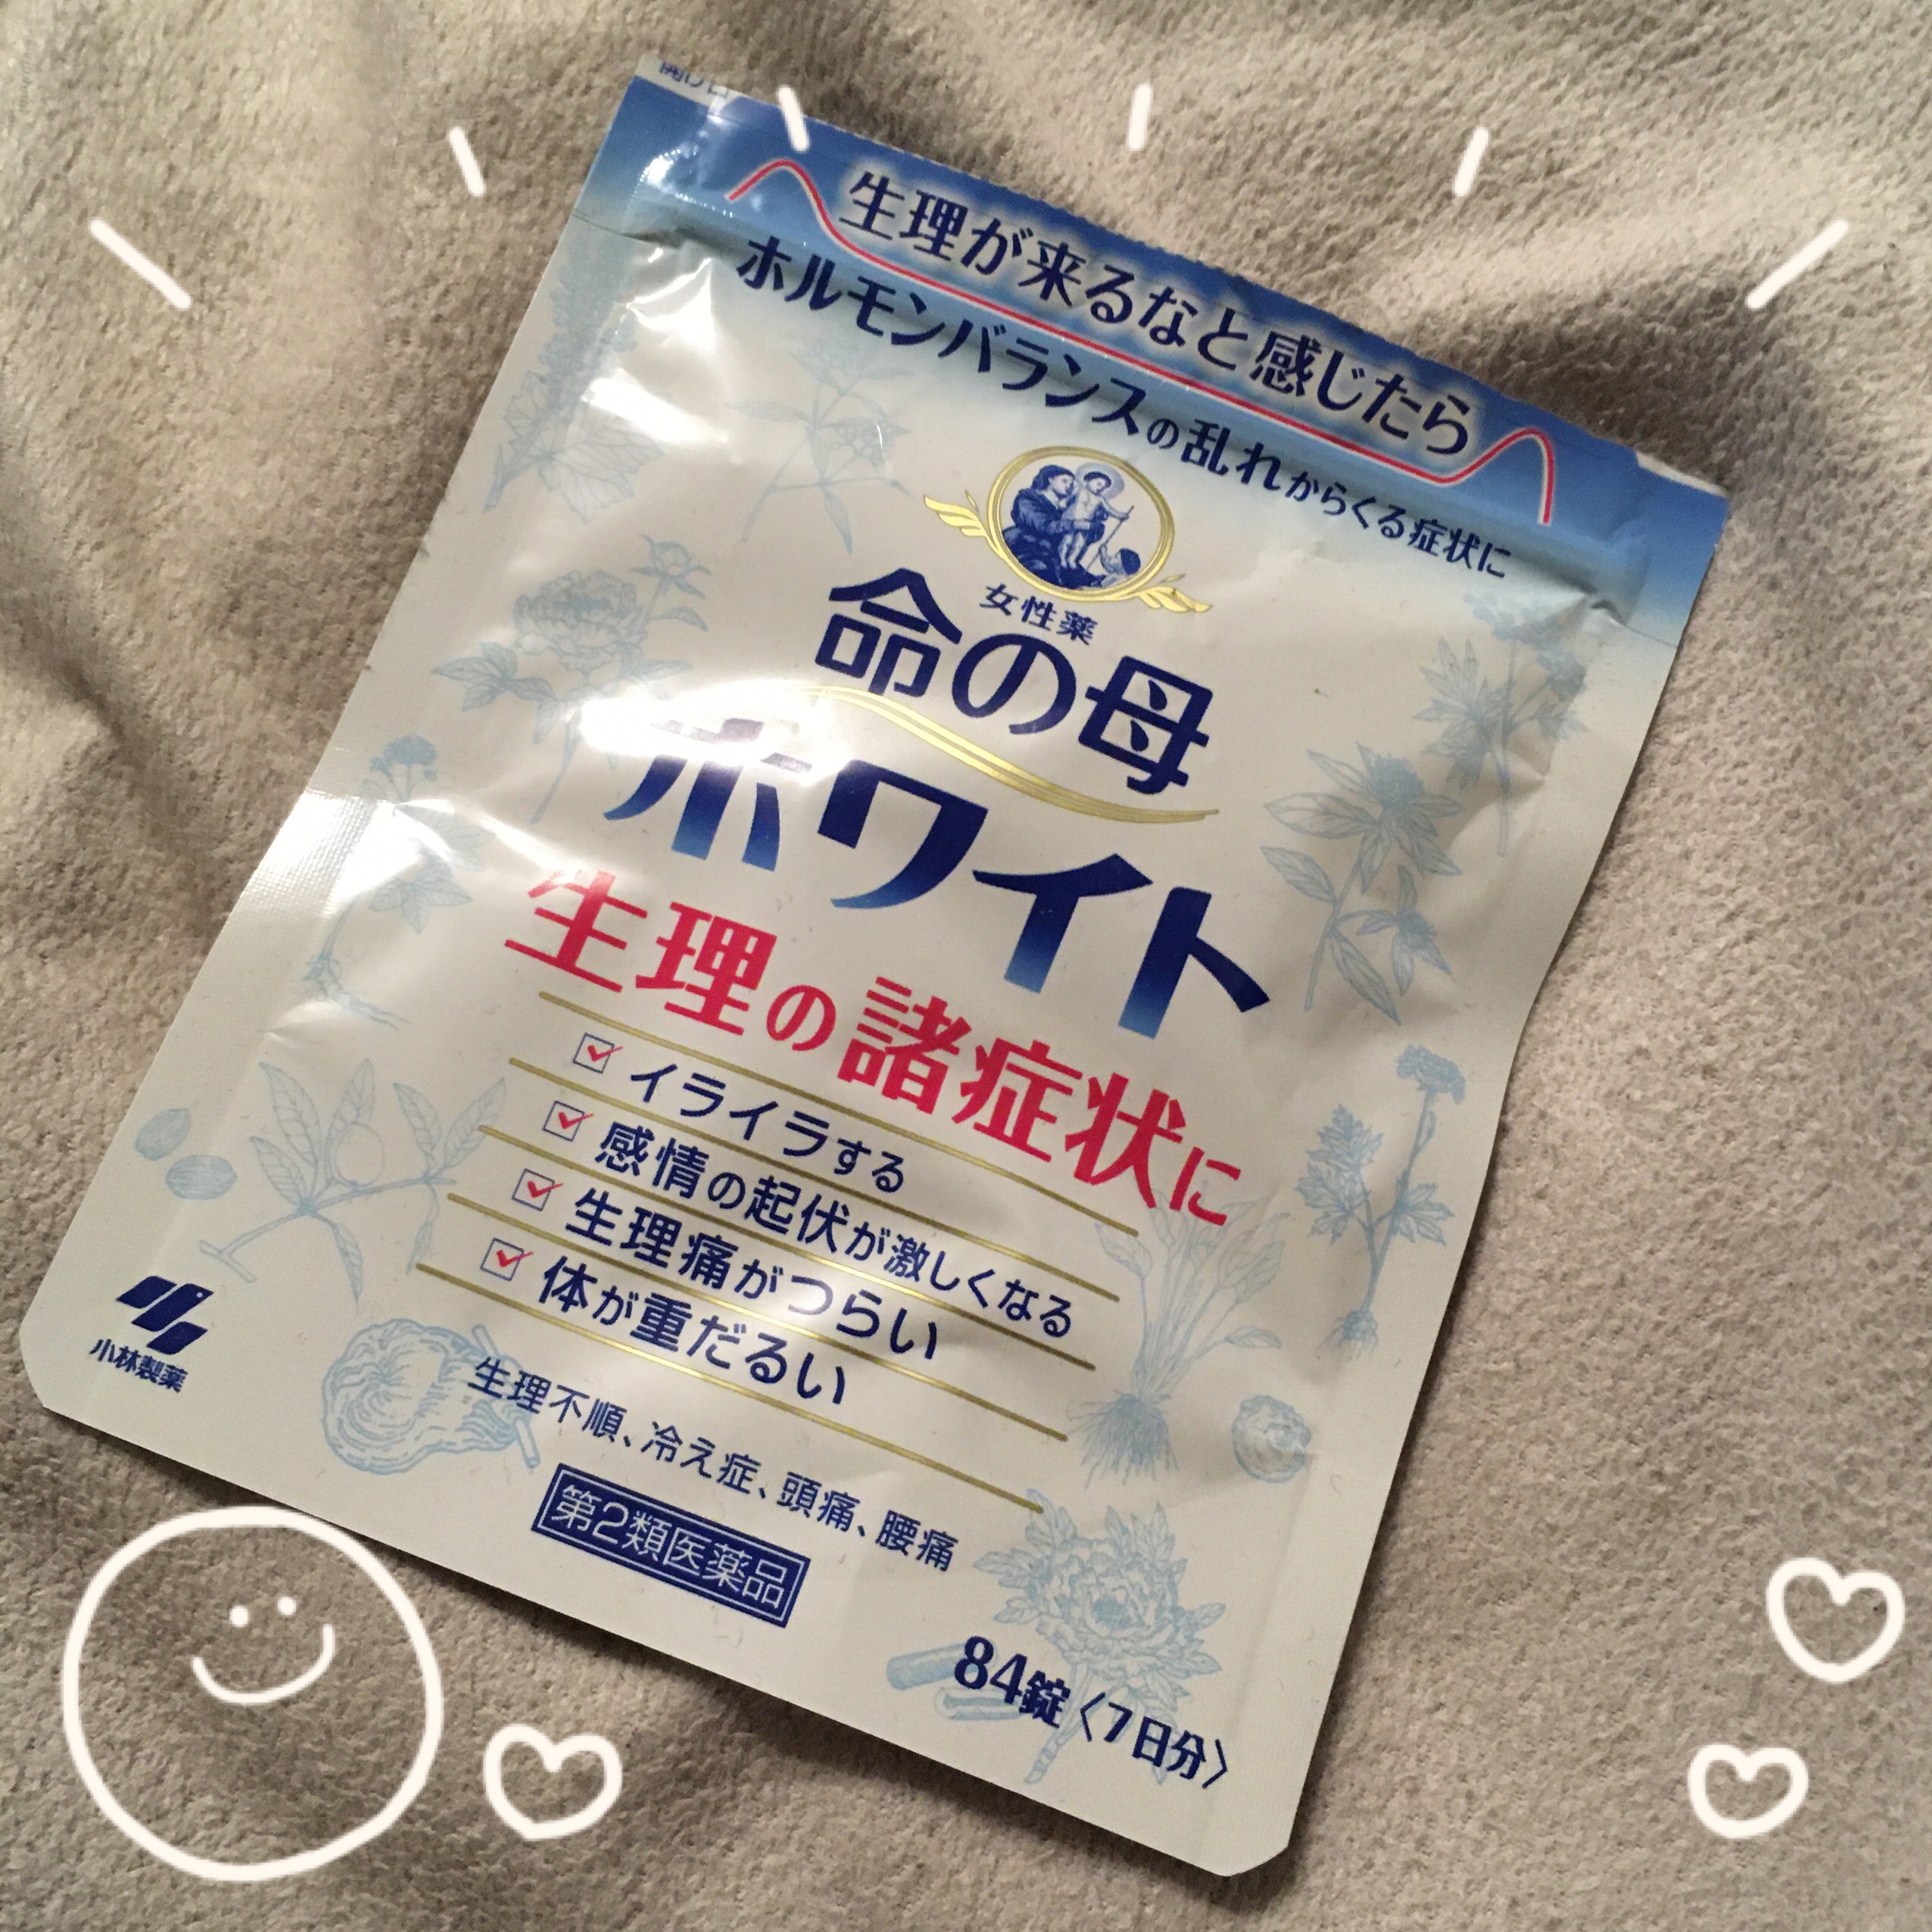 生理が来るなと感じたら
ホルモンバランスの乱れからくる症状に
女性薬
命の母
ホワイト
生理の諸症状に
イライラする
感情の起伏が激しくなる
生理痛がつらい
体が重だるい
生理不順、冷え症、頭痛、腰痛
第2類医薬品
小林製薬
84錠〈7日分〉